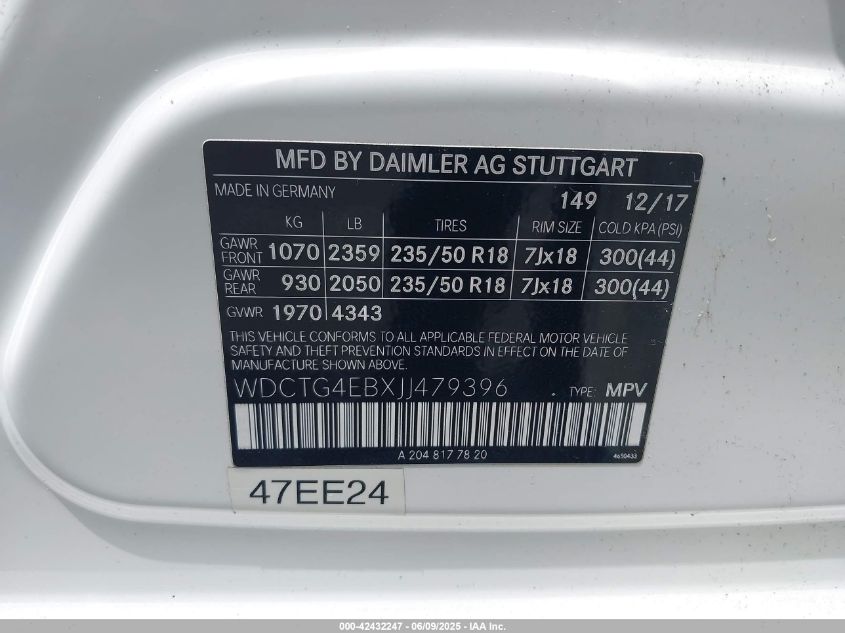 MFD BY DAIMLER AG STUTTGART
MADE IN GERMANY 149 12/17
KG LB TIRES RIM SIZE COLD KPA (PSI)
GAWR FRONT 1070 2359 235/50 R18 7Jx18 300(44)
GAWR REAR 930 2050 235/50 R18 7Jx18 300(44)
GVWR 1970 4343
THIS VEHICLE CONFORMS TO ALL APPLICABLE FEDERAL MOTOR VEHICLE
SAFETY AND THEFT PREVENTION STANDARDS IN EFFECT ON THE DATE OF
MANUFACTURE SHOWN ABOVE.
WDCTG4EBXJJ479396 . TYPE: MPV
A 204 817 78 20 4650433
47EE24
000-42432247 - 06/09/2025 - IAA Inc.